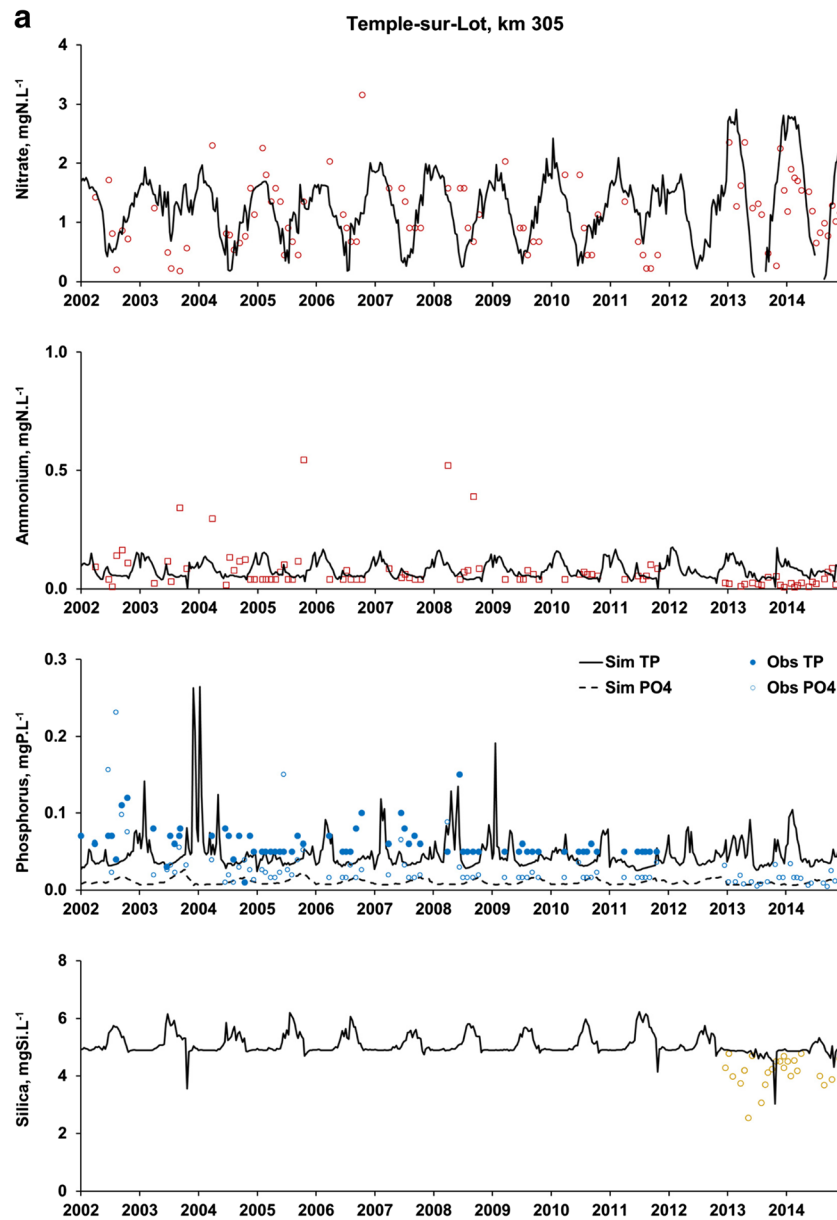 a
Temple-sur-Lot, km 305
Nitrate, mgN.L-1
4
3
2
1
0
2002 2003 2004 2005 2006 2007 2008 2009 2010 2011 2012 2013 2014
Ammonium, mgN.L-1
1.0
0.5
0.0
2002 2003 2004 2005 2006 2007 2008 2009 2010 2011 2012 2013 2014
Phosphorus, mgP.L-1
0.3
0.2
0.1
0.0
Sim TP Obs TP
Sim PO4 Obs PO4
2002 2003 2004 2005 2006 2007 2008 2009 2010 2011 2012 2013 2014
Silica, mgSi.L-1
8
6
4
2
0
2002 2003 2004 2005 2006 2007 2008 2009 2010 2011 2012 2013 2014